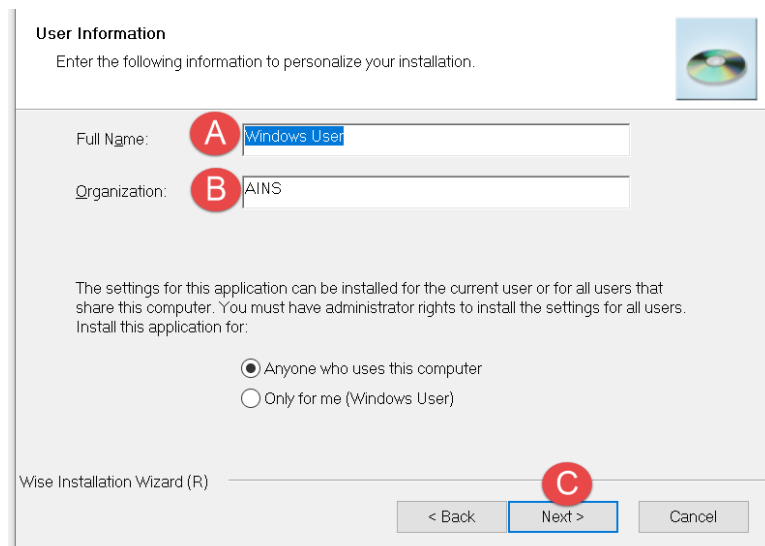 User Information
Enter the following information to personalize your installation.
Full Name: A Windows User
Organization: B AINS
The settings for this application can be installed for the current user or for all users that
share this computer. You must have administrator rights to install the settings for all users.
Install this application for:
Anyone who uses this computer
Only for me (Windows User)
Wise Installation Wizard (R)
C
< Back Next > Cancel